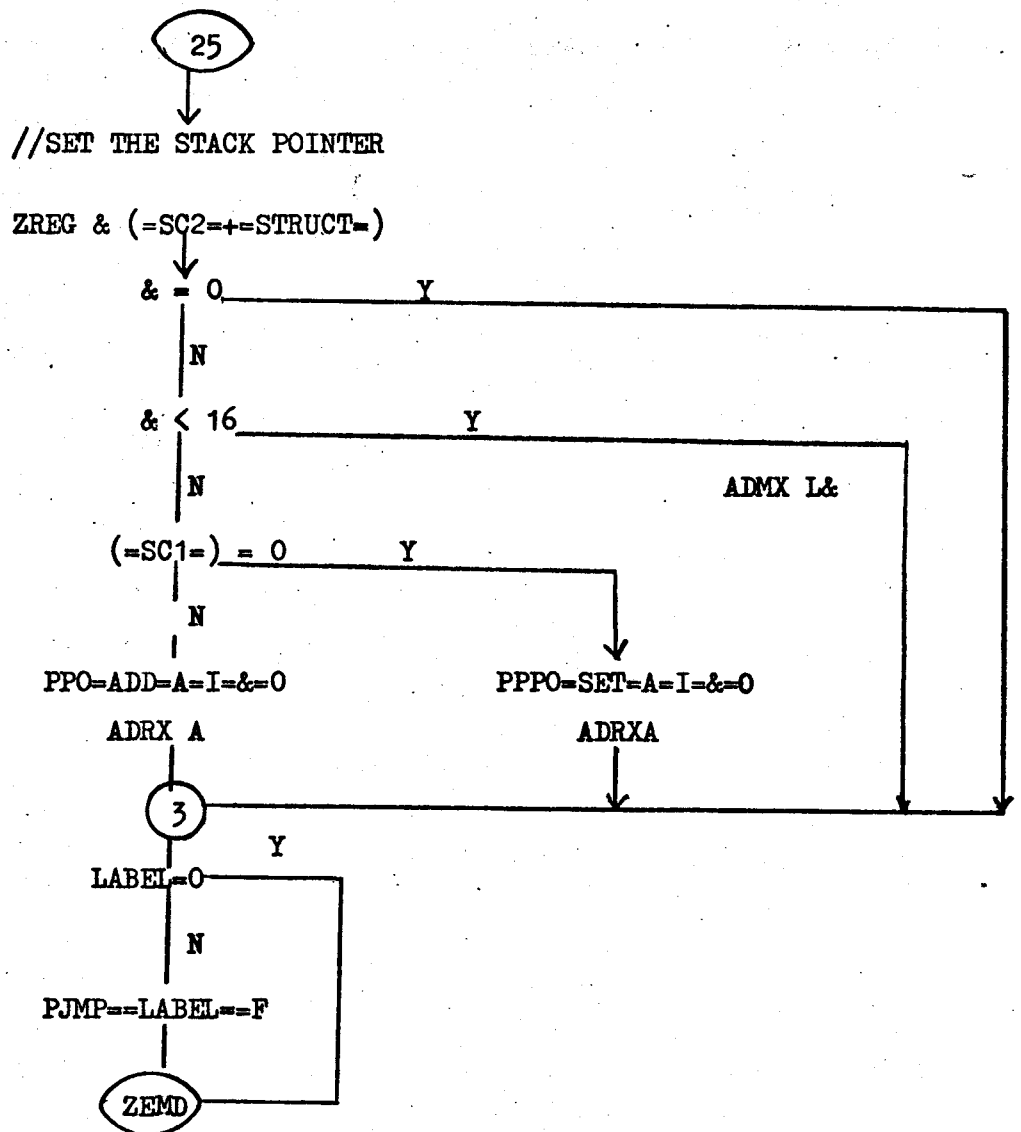 25
//SET THE STACK POINTER
ZREG & (=SC2=+=STRUCT=)
& = 0 Y
N
& < 16 Y
N
ADMX L&
(=SC1=) = 0 Y
N
PPO=ADD=A=I=&=0 PPPO=SET=A=I=&=0
ADRX A ADRXA
3
Y
LABEL=0
N
PJMP==LABEL==F
ZEMD